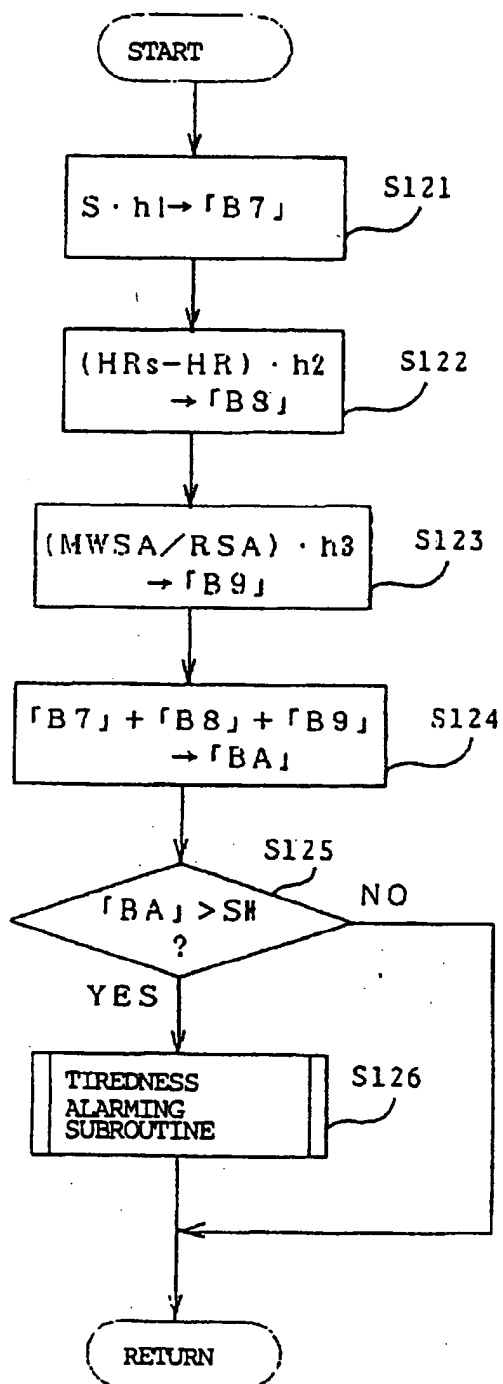 START
S・h1→「B7」
S121
(HRs-HR)・h2
→「B8」
S122
(MWSA/RSA)・h3
→「B9」
S123
「B7」+「B8」+「B9」
→「BA」
S124
S125
「BA」>SH
?
NO
YES
TIREDNESS
ALARMING
SUBROUTINE
S126
RETURN